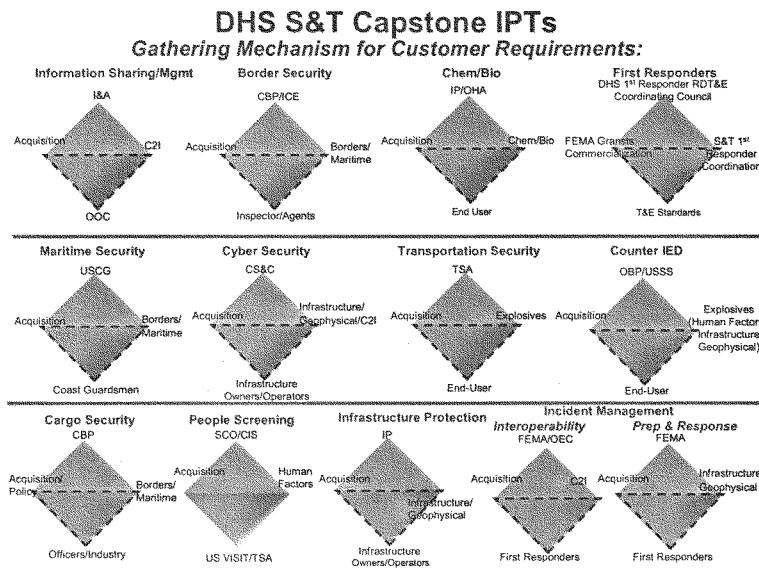 DHS S&T Capstone IPTs
Gathering Mechanism for Customer Requirements:
Information Sharing/Mgmt
I&A
Acquisition
C2I
OOC
Border Security
CBP/ICE
Acquisition
Borders/
Maritime
Inspector/Agents
Chem/Bio
IP/OHA
Acquisition
Chem/Bio
End User
First Responders
DHS 1st Responder RDT&E
Coordinating Council
FEMA Gransts
Commercialization
S&T 1st
Responder
Coordination
T&E Standards
Maritime Security
USCG
Acquisition
Borders/
Maritime
Coast Guardsmen
Cyber Security
CS&C
Acquisition
Infrastructure/
Geophysical/C2I
Infrastructure
Owners/Operators
Transportation Security
TSA
Acquisition
Explosives
End-User
Counter IED
OBP/USSS
Acquisition
Explosives
(Human Factor
Infrastructure
Geophysical)
End-User
Cargo Security
CBP
Acquisition/
Policy
Borders/
Maritime
Officers/Industry
People Screening
SCO/CIS
Acquisition
Human
Factors
US VISIT/TSA
Infrastructure Protection
IP
Acquisition
Infrastructure/
Geophysical
Infrastructure
Owners/Operators
Incident Management
Interoperability
FEMA/OEC
Acquisition
C2I
First Responders
Prep & Response
FEMA
Acquisition
Infrastructure
Geophysical
First Responders